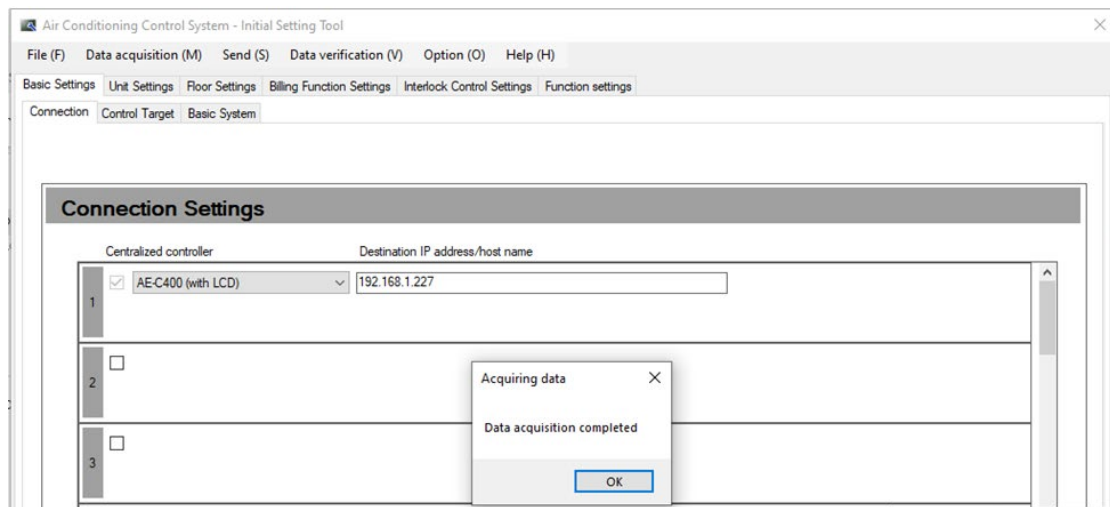 Air Conditioning Control System - Initial Setting Tool
File (F) Data acquisition (M) Send (S) Data verification (V) Option (O) Help (H)
Basic Settings Unit Settings Floor Settings Billing Function Settings Interlock Control Settings Function settings
Connection Control Target Basic System
Connection Settings
Centralized controller Destination IP address/host name
1 AE-C400 (with LCD) 192.168.1.227
2
3
Acquiring data
Data acquisition completed
OK